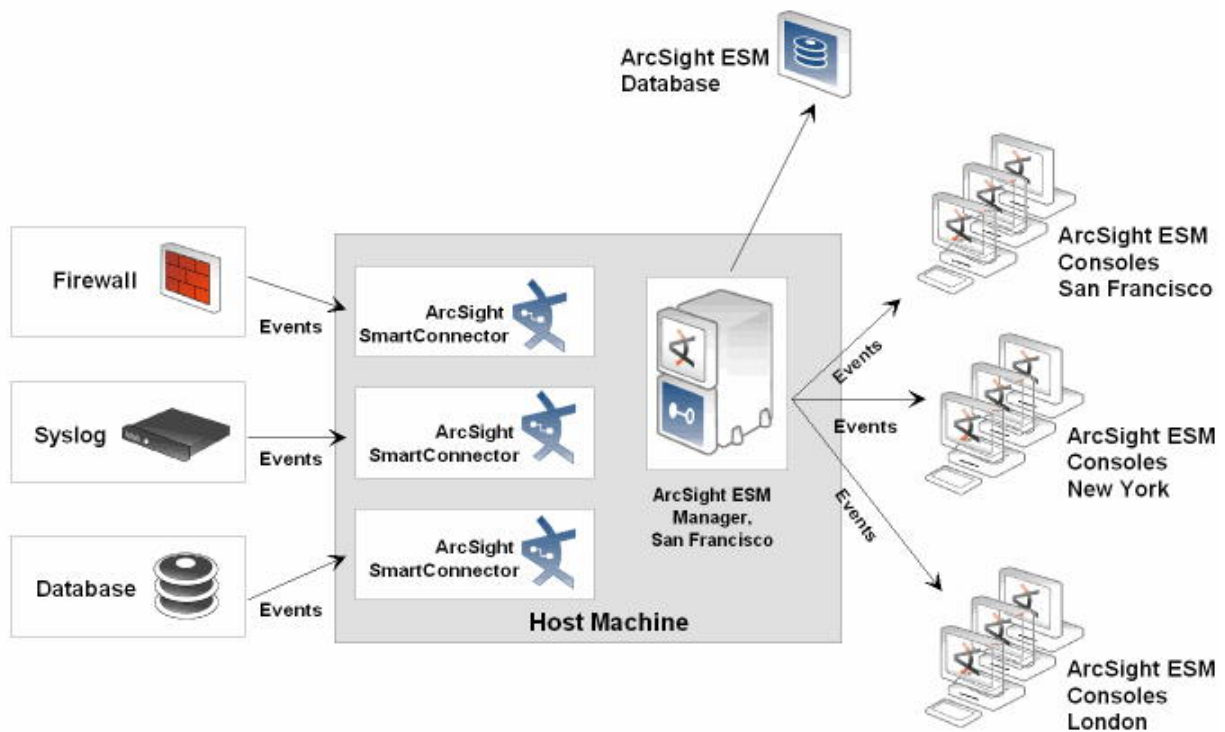 ArcSight ESM
Database
Firewall
Events
Syslog
Events
Database
Events
ArcSight
SmartConnector
ArcSight
SmartConnector
ArcSight
SmartConnector
ArcSight ESM
Manager,
San Francisco
Host Machine
Events
Events
Events
ArcSight ESM
Consoles
San Francisco
ArcSight ESM
Consoles
New York
ArcSight ESM
Consoles
London